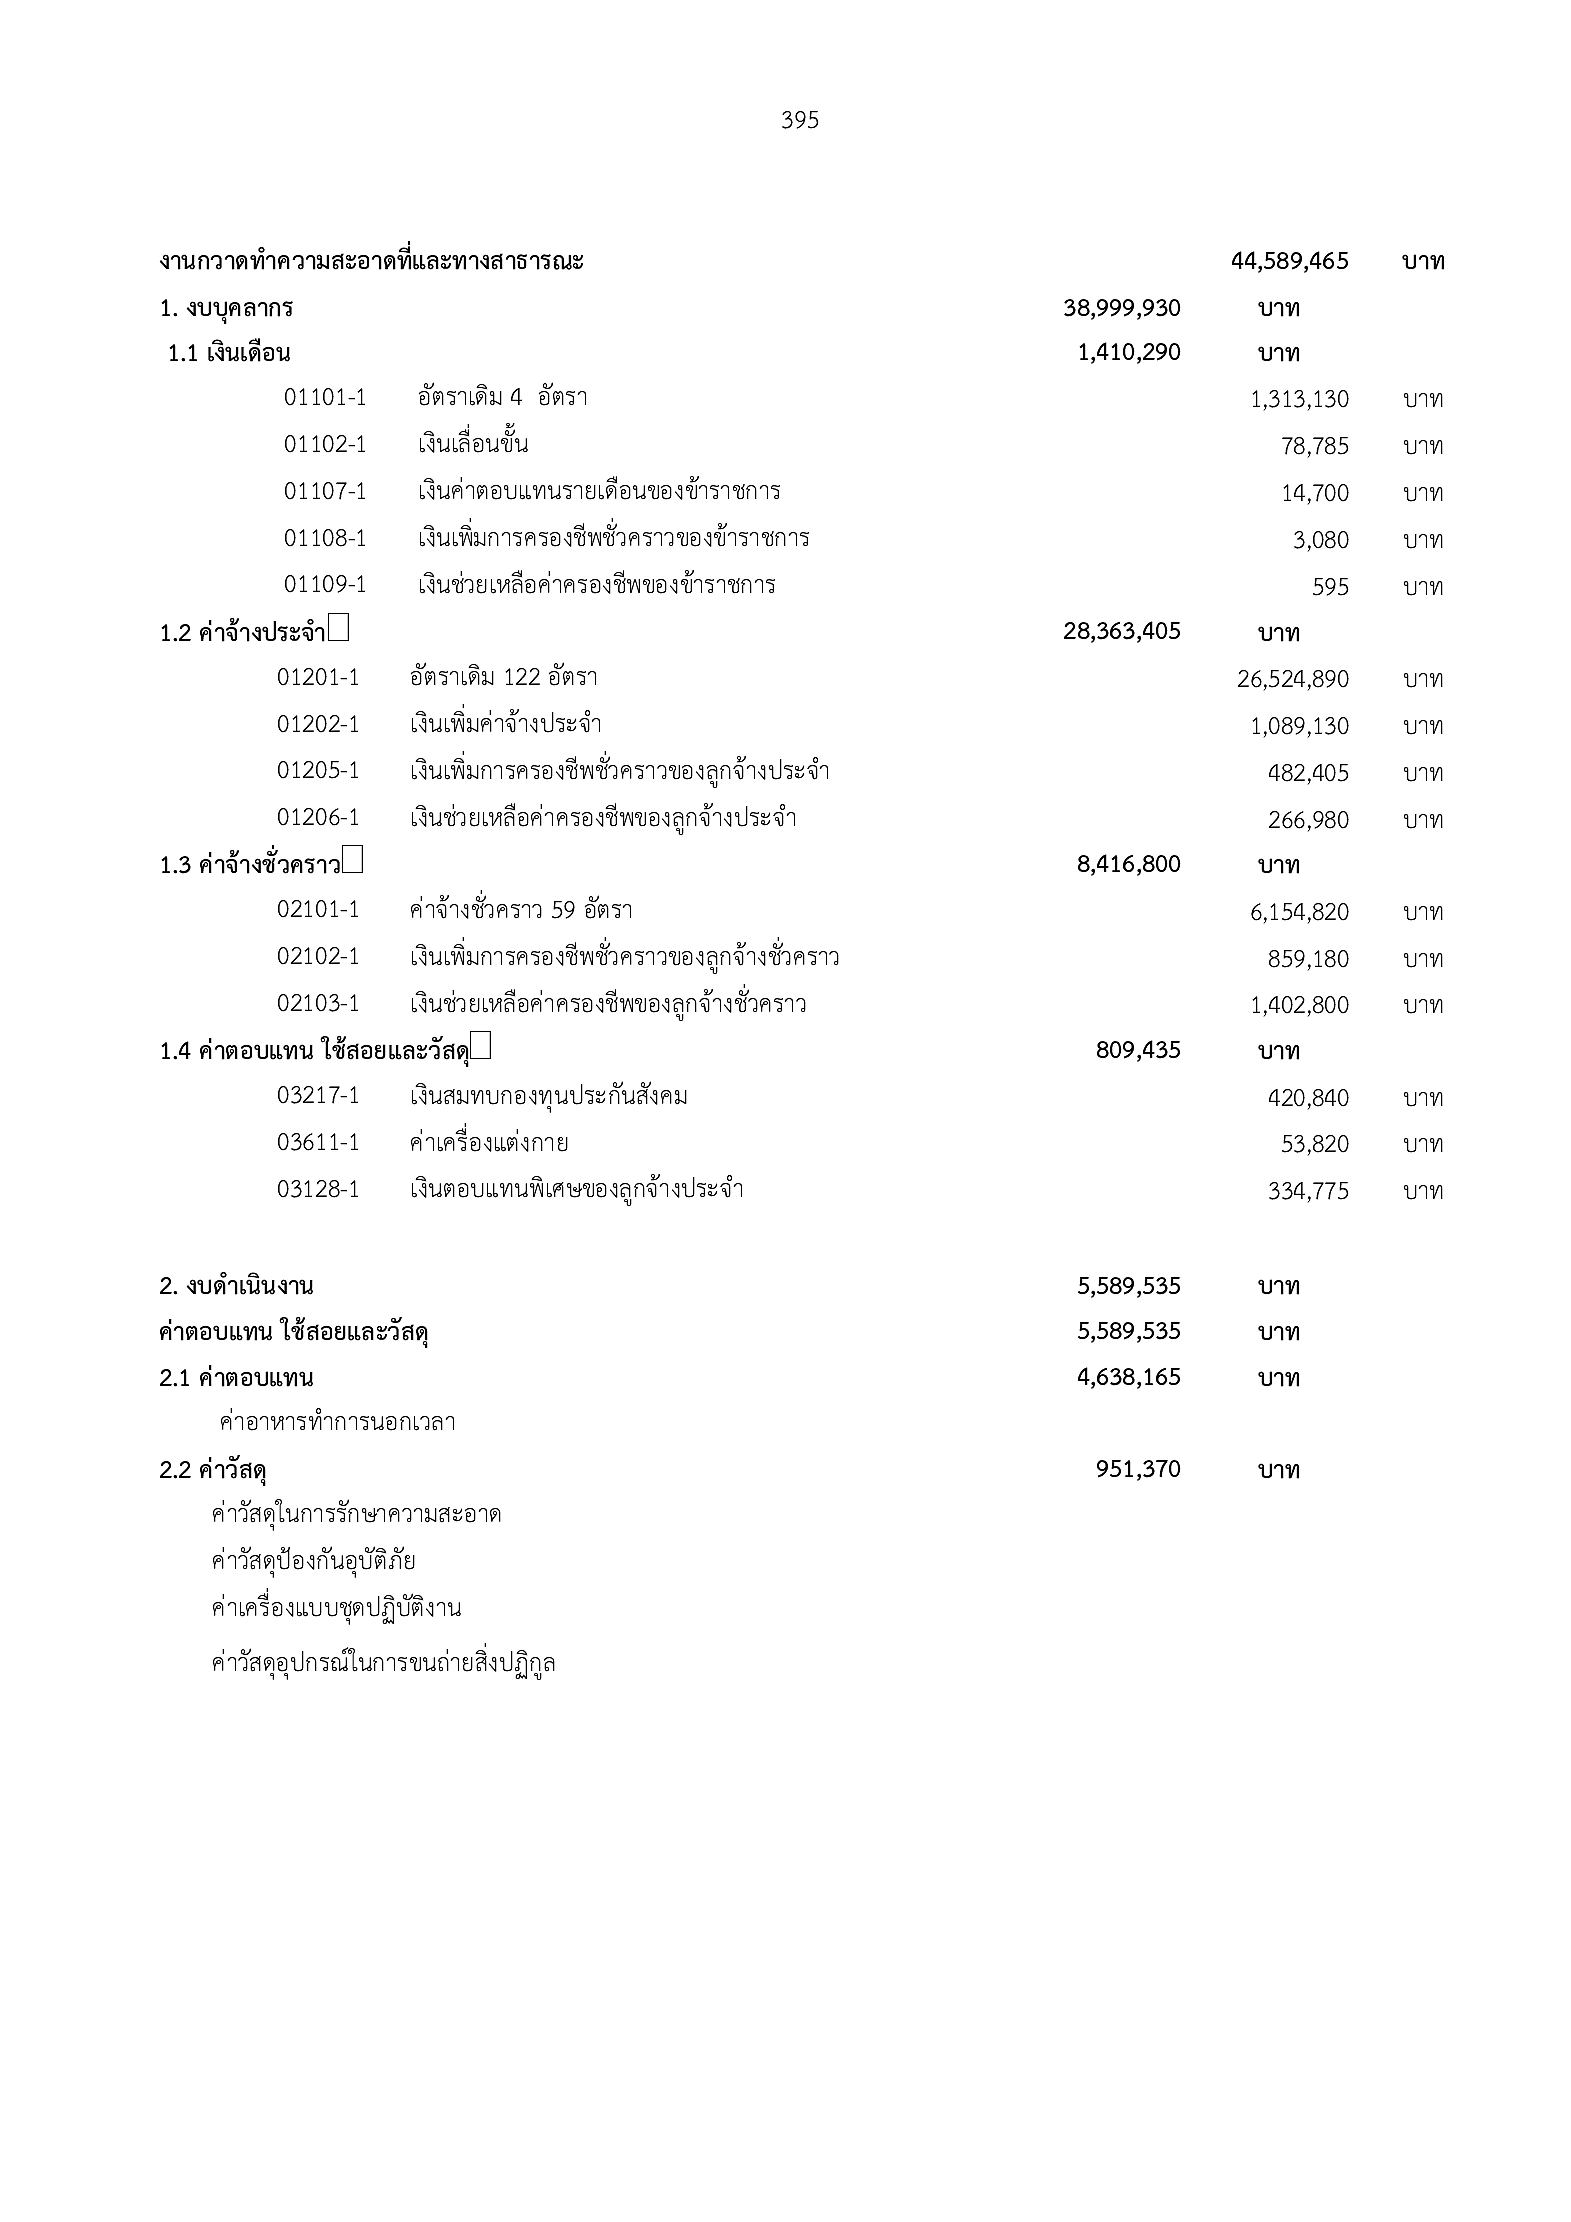 395
งานกวาดทำความสะอาดที่และทางสาธารณะ 44,589,465 บาท
1. งบบุคลากร 38,999,930 บาท
1.1 เงินเดือน 1,410,290 บาท
01101-1 อัตราเดิม 4 อัตรา 1,313,130 บาท
01102-1 เงินเลื่อนขั้น 78,785 บาท
01107-1 เงินค่าตอบแทนรายเดือนของข้าราชการ 14,700 บาท
01108-1 เงินเพิ่มการครองชีพชั่วคราวของข้าราชการ 3,080 บาท
01109-1 เงินช่วยเหลือค่าครองชีพของข้าราชการ 595 บาท
1.2 ค่าจ้างประจำ 28,363,405 บาท
01201-1 อัตราเดิม 122 อัตรา 26,524,890 บาท
01202-1 เงินเพิ่มค่าจ้างประจำ 1,089,130 บาท
01205-1 เงินเพิ่มการครองชีพชั่วคราวของลูกจ้างประจำ 482,405 บาท
01206-1 เงินช่วยเหลือค่าครองชีพของลูกจ้างประจำ 266,980 บาท
1.3 ค่าจ้างชั่วคราว 8,416,800 บาท
02101-1 ค่าจ้างชั่วคราว 59 อัตรา 6,154,820 บาท
02102-1 เงินเพิ่มการครองชีพชั่วคราวของลูกจ้างชั่วคราว 859,180 บาท
02103-1 เงินช่วยเหลือค่าครองชีพของลูกจ้างชั่วคราว 1,402,800 บาท
1.4 ค่าตอบแทน ใช้สอยและวัสดุ 809,435 บาท
03217-1 เงินสมทบกองทุนประกันสังคม 420,840 บาท
03611-1 ค่าเครื่องแต่งกาย 53,820 บาท
03128-1 เงินตอบแทนพิเศษของลูกจ้างประจำ 334,775 บาท
2. งบดำเนินงาน 5,589,535 บาท
ค่าตอบแทน ใช้สอยและวัสดุ 5,589,535 บาท
2.1 ค่าตอบแทน 4,638,165 บาท
ค่าอาหารทำการนอกเวลา
2.2 ค่าวัสดุ 951,370 บาท
ค่าวัสดุในการรักษาความสะอาด
ค่าวัสดุป้องกันอุบัติภัย
ค่าเครื่องแบบชุดปฏิบัติงาน
ค่าวัสดุอุปกรณ์ในการขนถ่ายสิ่งปฏิกูล